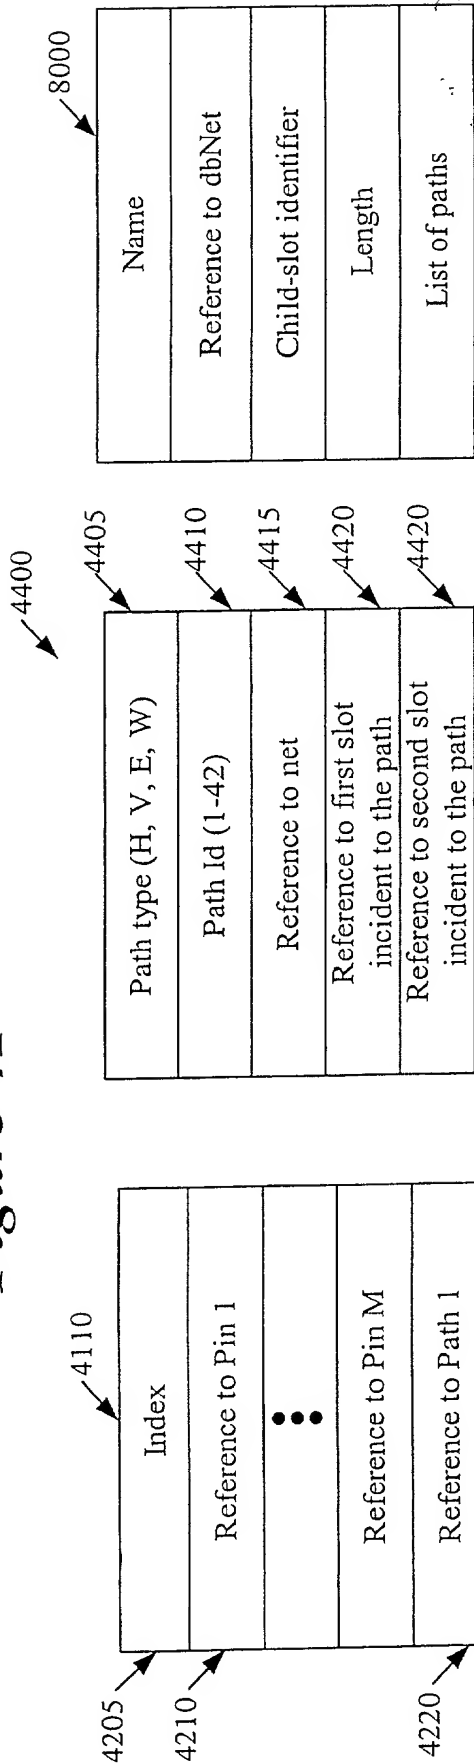 4110
4205
Index
4210
Reference to Pin 1
Reference to Pin M
4220
Reference to Path 1
4400
Path type (H, V, E, W)
4405
Path Id (1-42)
4410
Reference to net
4415
Reference to first slot
incident to the path
4420
Reference to second slot
incident to the path
4420
8000
Name
Reference to dbNet
Child-slot identifier
Length
List of paths